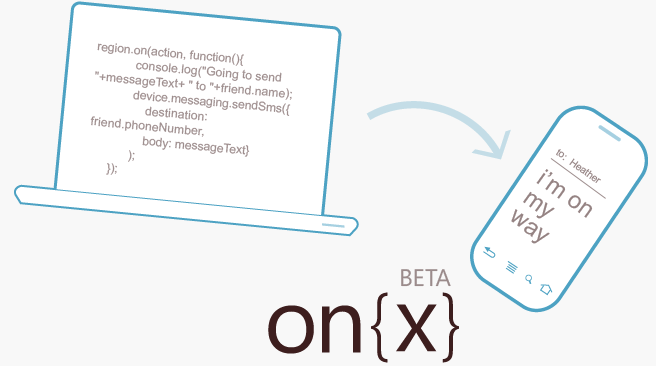 region.on(action, function(){
console.log("Going to send
"+messageText+ " to "+friend.name);
device.messaging.sendSms({
destination:
friend.phoneNumber,
body: messageText}
);
});
to: Heather
i'm on
my
way
BETA
on{x}